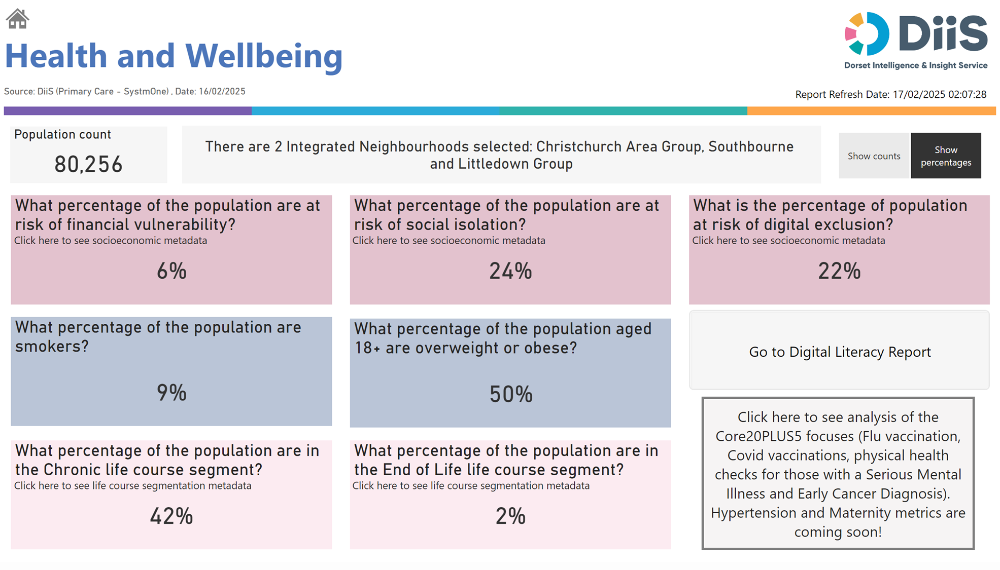 Health and Wellbeing
DiiS
Dorset Intelligence & Insight Service
Source: DiiS (Primary Care - SystmOne) , Date: 16/02/2025
Report Refresh Date: 17/02/2025 02:07:28
Population count
80,256
There are 2 Integrated Neighbourhoods selected: Christchurch Area Group, Southbourne
and Littledown Group
Show counts
Show
percentages
What percentage of the population are at
risk of financial vulnerability?
Click here to see socioeconomic metadata
6%
What percentage of the population are at
risk of social isolation?
Click here to see socioeconomic metadata
24%
What is the percentage of population
at risk of digital exclusion?
Click here to see socioeconomic metadata
22%
What percentage of the population are
smokers?
9%
What percentage of the population aged
18+ are overweight or obese?
50%
Go to Digital Literacy Report
What percentage of the population are in
the Chronic life course segment?
Click here to see life course segmentation metadata
42%
What percentage of the population are in
the End of Life life course segment?
Click here to see life course segmentation metadata
2%
Click here to see analysis of the
Core20PLUS5 focuses (Flu vaccination,
Covid vaccinations, physical health
checks for those with a Serious Mental
Illness and Early Cancer Diagnosis).
Hypertension and Maternity metrics are
coming soon!